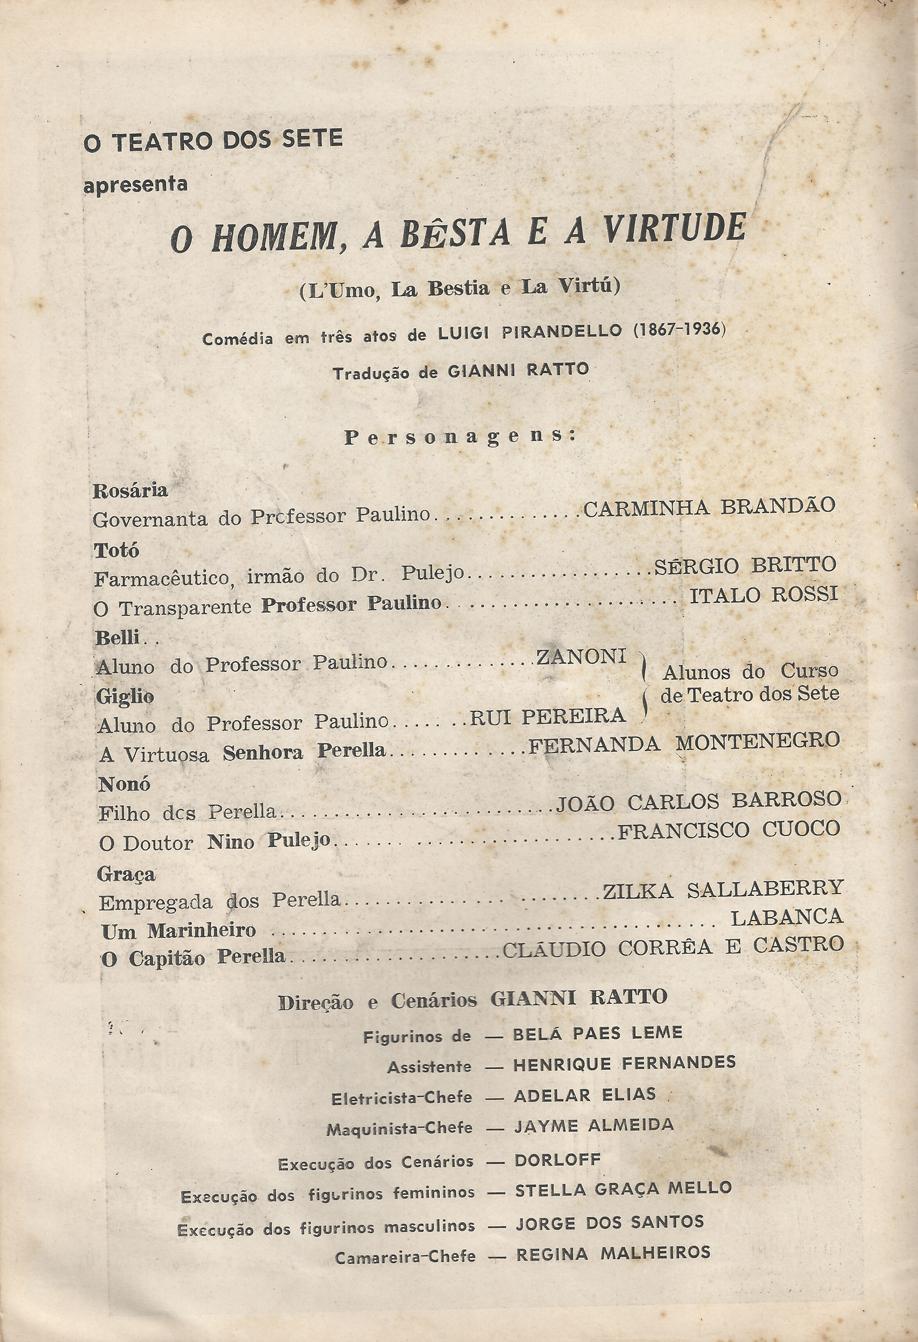 O TEATRO DOS SETE
apresenta
O HOMEM, A BÊSTA E A VIRTUDE
(L'Umo, La Bestia e La Virtú)
Comédia em três atos de LUIGI PIRANDELLO (1867-1936)
Tradução de GIANNI RATTO
Personagens:
Rosária
Governanta do Professor Paulino..............CARMINHA BRANDÃO
Totó
Farmacêutico, irmão do Dr. Pulejo..................SÉRGIO BRITTO
O Transparente Professor Paulino. ..................... ITALO ROSSI
Belli. .
Aluno do Professor Paulino..............ZANONI
Alunos do Curso
de Teatro dos Sete
Giglio
Aluno do Professor Paulino........RUI PEREIRA
A Virtuosa Senhora Perella..............FERNANDA MONTENEGRO
Nonó
Filho dos Perella...........................JOÃO CARLOS BARROSO
O Doutor Nino Pulejo....... ....................FRANCISCO CUOCO
Graça
Empregada dos Perella............. ........ZILKA SALLABERRY
Um Marinheiro ........................................... LABANCA
O Capitão Perella.....................CLÁUDIO CORRÊA E CASTRO
Direção e Cenários GIANNI RATTO
Figurinos de — BELÁ PAES LEME
Assistente — HENRIQUE FERNANDES
Eletricista-Chefe — ADELAR ELIAS
Maquinista-Chefe — JAYME ALMEIDA
Execução dos Cenários — DORLOFF
Execução dos figurinos femininos — STELLA GRAÇA MELLO
Execução dos figurinos masculinos — JORGE DOS SANTOS
Camareira-Chefe — REGINA MALHEIROS